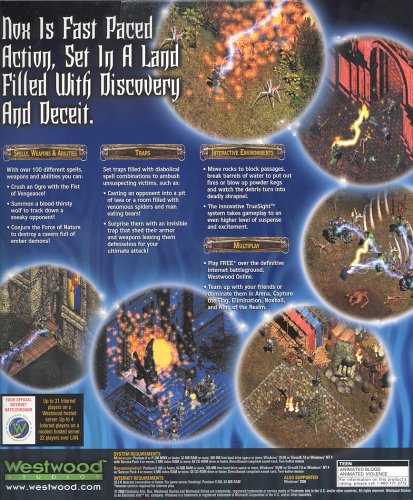 Nox Is Fast Paced
Action, Set In A Land
Filled With Discovery
And Deceit.
Spells, Weapons & Abilities
With over 100 different spells,
weapons and abilities you can:
• Crush an Ogre with the Fist
of Vengeance!
• Summon a blood-thirsty
wolf to track down a
sneaky opponent!
• Conjure the Force of Nature
to destroy a cavern full of
ember demons!
Traps
Set traps filled with diabolical
spell combinations to ambush
unsuspecting victims, such as:
• Casting an opponent into a pit
of lava or a room filled with
venomous spiders and man
eating bears!
• Surprise them with an invisible
trap that shed their armor
and weapons leaving them
defenseless for your
ultimate attack!
Interactive Environments
• Move rocks to block passages,
break barrels of water to put out
fires or blow up powder kegs
and watch the debris turn into
deadly shrapnel.
• The innovative TrueSight™
system takes gameplay to an
even higher level of suspense
and excitement.
Multiplay
• Play FREE* over the definitive
internet battleground,
Westwood Online.
• Team up with your friends or
dominate them in Arena, Capture
the Flag, Elimination, Noxball,
and King of the Realm.
YOUR OFFICIAL
INTERNET
BATTLEGROUND
Up to 31 Internet
players on a
Westwood hosted
server. Up to 4
Internet players on a
modem hosted server.
32 players over LAN.
Westwood
STUDIOS
SYSTEM REQUIREMENTS
ALSO SUPPORTED
TEEN
ANIMATED BLOOD
ANIMATED VIOLENCE